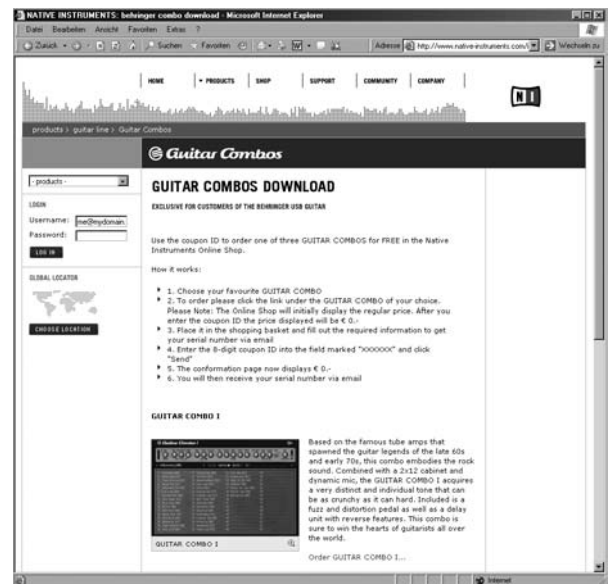 NATIVE INSTRUMENTS: behringer combo download - Microsoft Internet Explorer
Datei Bearbeiten Ansicht Favoriten Extras ?
Zurück Suchen Favoriten Adresse http://www.native-instruments.com/ Wechseln zu
HOME PRODUCTS SHOP SUPPORT COMMUNITY COMPANY
NI
products > guitar line > Guitar Combos
Guitar Combos
- products -
GUITAR COMBOS DOWNLOAD
LOGIN
EXCLUSIVE FOR CUSTOMERS OF THE BEHRINGER USB GUITAR
Username: me@mydomain.
Password:
LOG IN
GLOBAL LOCATOR
CHOOSE LOCATION
Use the coupon ID to order one of three GUITAR COMBOS for FREE in the Native
Instruments Online Shop.
How it works:
1. Choose your favourite GUITAR COMBO
2. To order please click the link under the GUITAR COMBO of your choice.
Please Note: The Online Shop will initially display the regular price. After you
enter the coupon ID the price displayed will be € 0.-
3. Place it in the shopping basket and fill out the required information to get
your serial number via email
4. Enter the 8-digit coupon ID into the field marked "XXXXXX" and click
"Send"
5. The conformation page now displays € 0.-
6. You will then receive your serial number via email
GUITAR COMBO I
Based on the famous tube amps that
spawned the guitar legends of the late 60s
and early 70s, this combo embodies the rock
sound. Combined with a 2x12 cabinet and
dynamic mic, the GUITAR COMBO I acquires
a very distinct and individual tone that can
be as crunchy as it can hard. Included is a
fuzz and distortion pedal as well as a delay
unit with reverse features. This combo is
sure to win the hearts of guitarists all over
the world.
GUITAR COMBO I
Order GUITAR COMBO I...
Internet